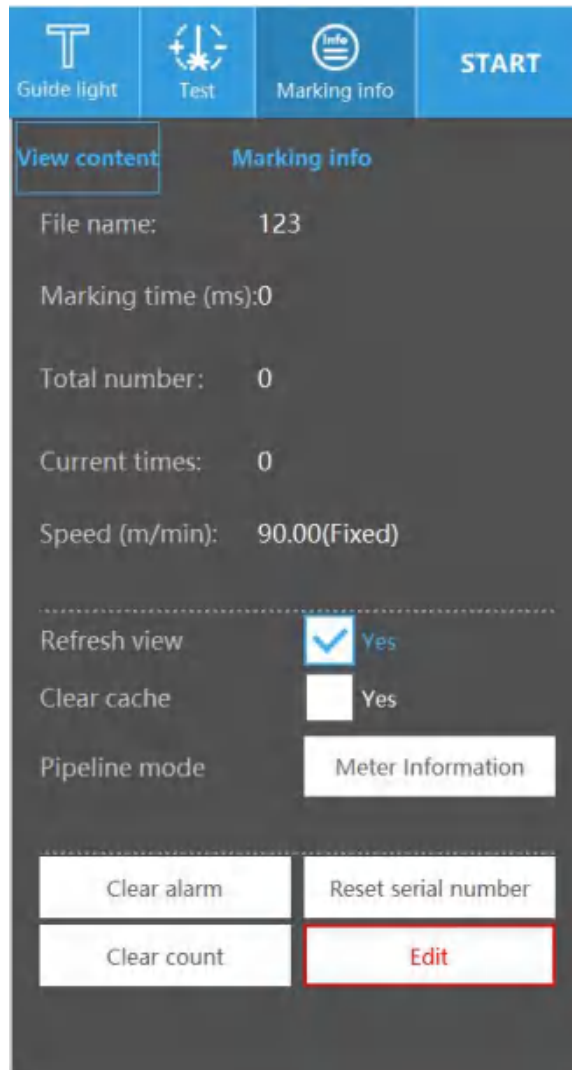 T
Guide light
Test
Info
Marking info
START
View content
Marking info
File name: 123
Marking time (ms):0
Total number: 0
Current times: 0
Speed (m/min): 90.00(Fixed)
Refresh view Yes
Clear cache Yes
Pipeline mode Meter Information
Clear alarm Reset serial number
Clear count Edit